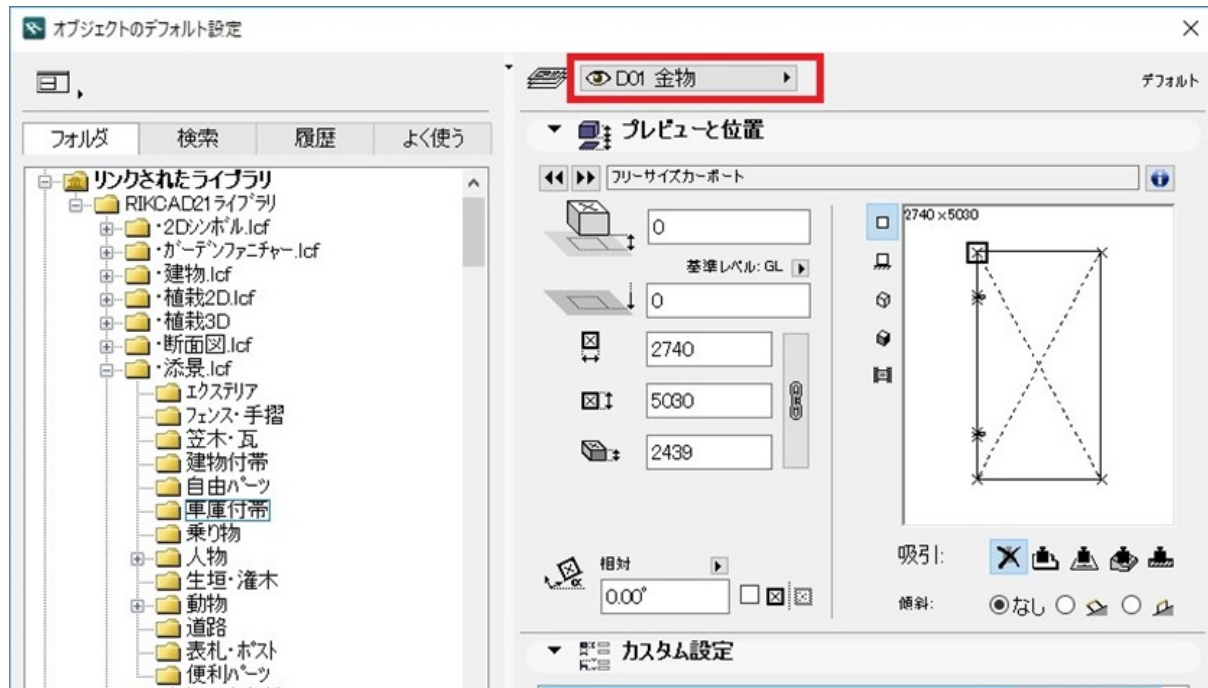 オブジェクトのデフォルト設定
D01 金物
デフォルト
フォルダ 検索 履歴 よく使う
リンクされたライブラリ
RIKCAD21 ライブラリ
・2Dシンボル.lcf
・ガーデンファニチャー.lcf
・建物.lcf
・植栽2D.lcf
・植栽3D
・断面図.lcf
・添景.lcf
エクステリア
フェンス・手摺
笠木・瓦
建物付帯
自由パーツ
車庫付帯
乗り物
人物
生垣・潅木
動物
道路
表札・ポスト
便利パーツ
プレビューと位置
フリーサイズカーポート
0
基準レベル: GL
0
2740
5030
2439
2740×5030
相対
0.00°
吸引:
傾斜:
なし
カスタム設定